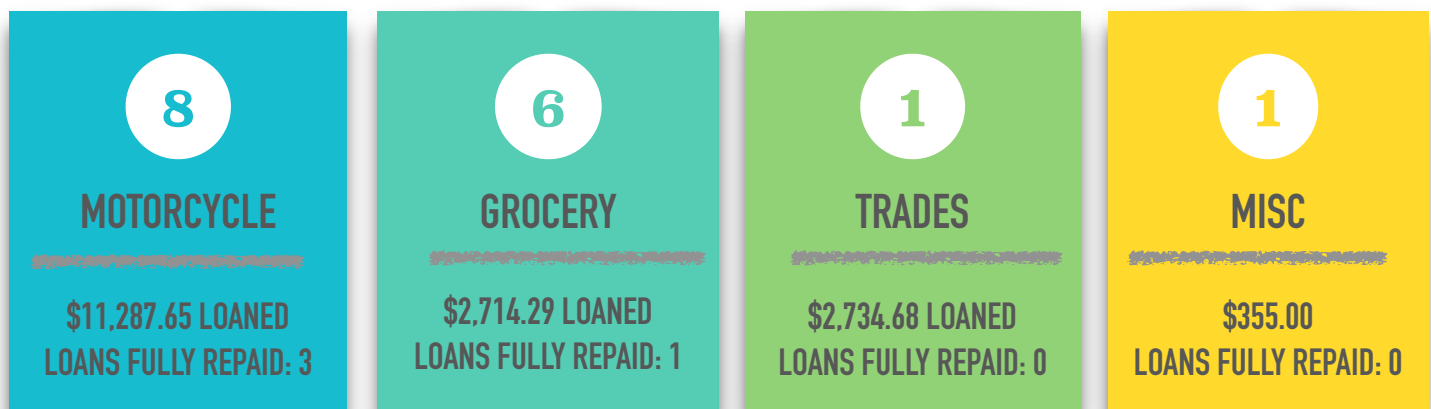 8
MOTORCYCLE
$11,287.65 LOANED
LOANS FULLY REPAID: 3
6
GROCERY
$2,714.29 LOANED
LOANS FULLY REPAID: 1
1
TRADES
$2,734.68 LOANED
LOANS FULLY REPAID: 0
1
MISC
$355.00
LOANS FULLY REPAID: 0